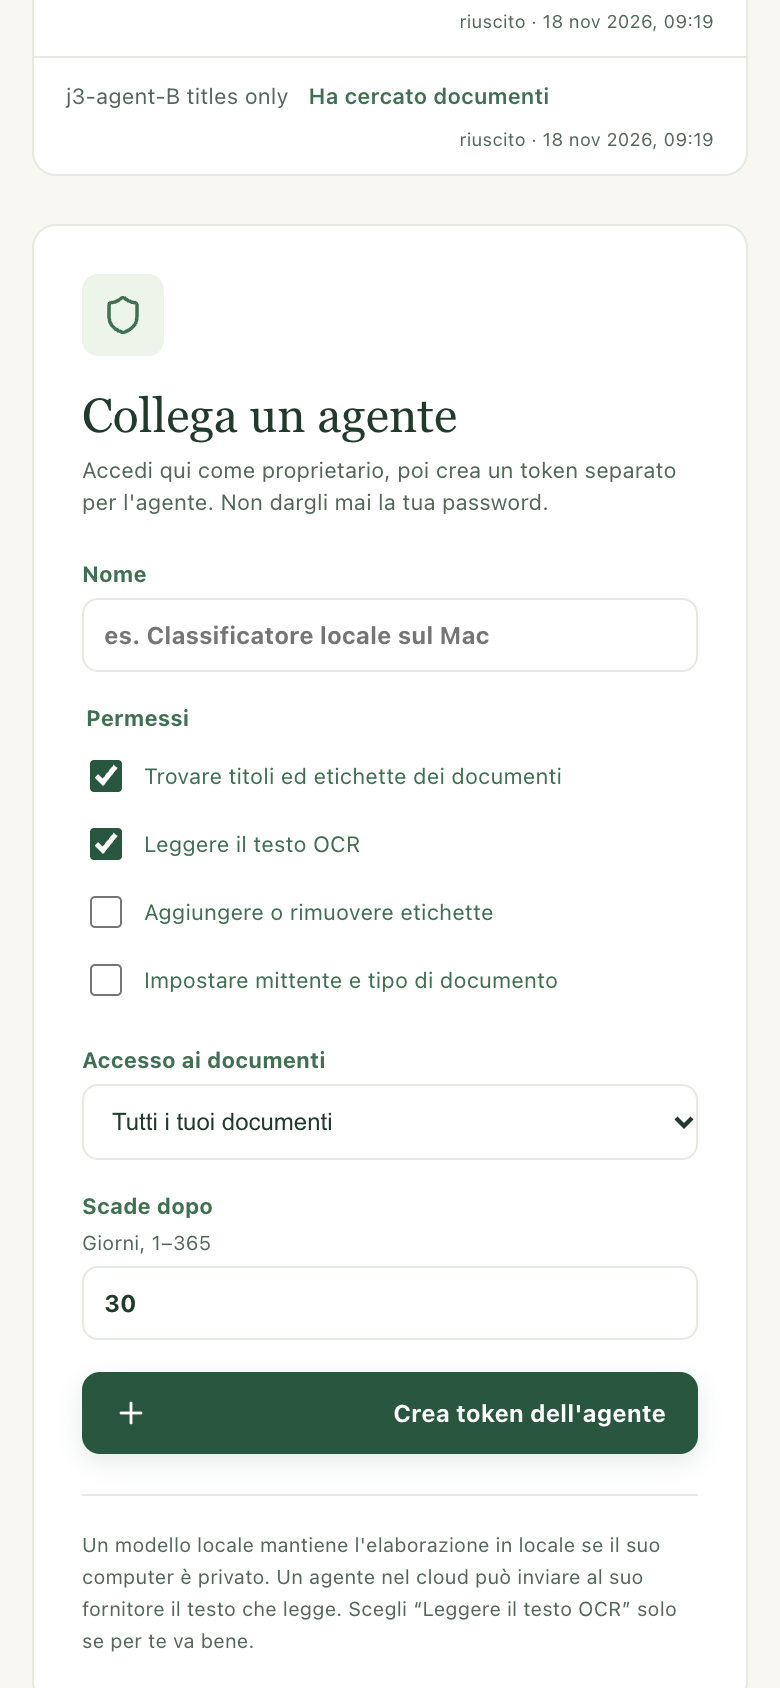 riuscito · 18 nov 2026, 09:19
j3-agent-B titles only Ha cercato documenti
riuscito · 18 nov 2026, 09:19
Collega un agente
Accedi qui come proprietario, poi crea un token separato
per l'agente. Non dargli mai la tua password.
Nome
es. Classificatore locale sul Mac
Permessi
Trovare titoli ed etichette dei documenti
Leggere il testo OCR
Aggiungere o rimuovere etichette
Impostare mittente e tipo di documento
Accesso ai documenti
Tutti i tuoi documenti
Scade dopo
Giorni, 1–365
30
Crea token dell'agente
Un modello locale mantiene l'elaborazione in locale se il suo
computer è privato. Un agente nel cloud può inviare al suo
fornitore il testo che legge. Scegli “Leggere il testo OCR” solo
se per te va bene.